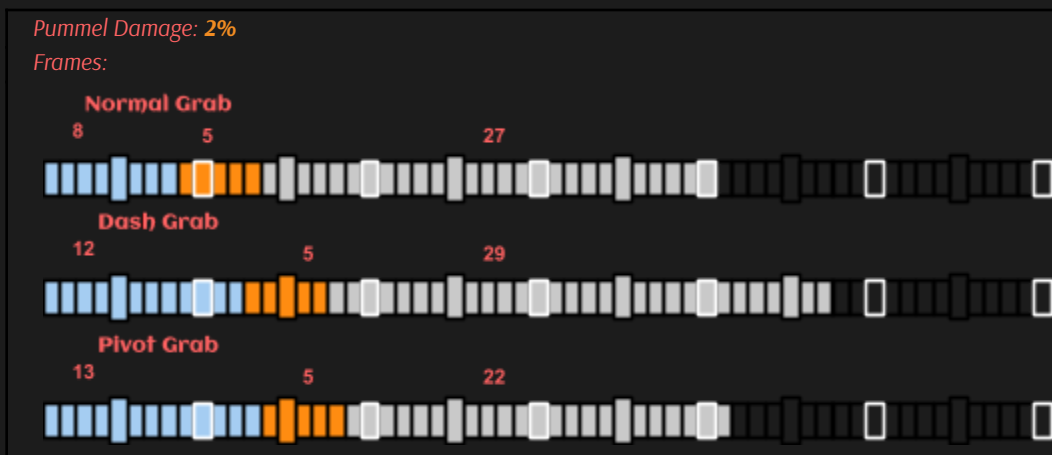 Pummel Damage: 2%
Frames:
Normal Grab
8 5 27
Dash Grab
12 5 29
Pivot Grab
13 5 22